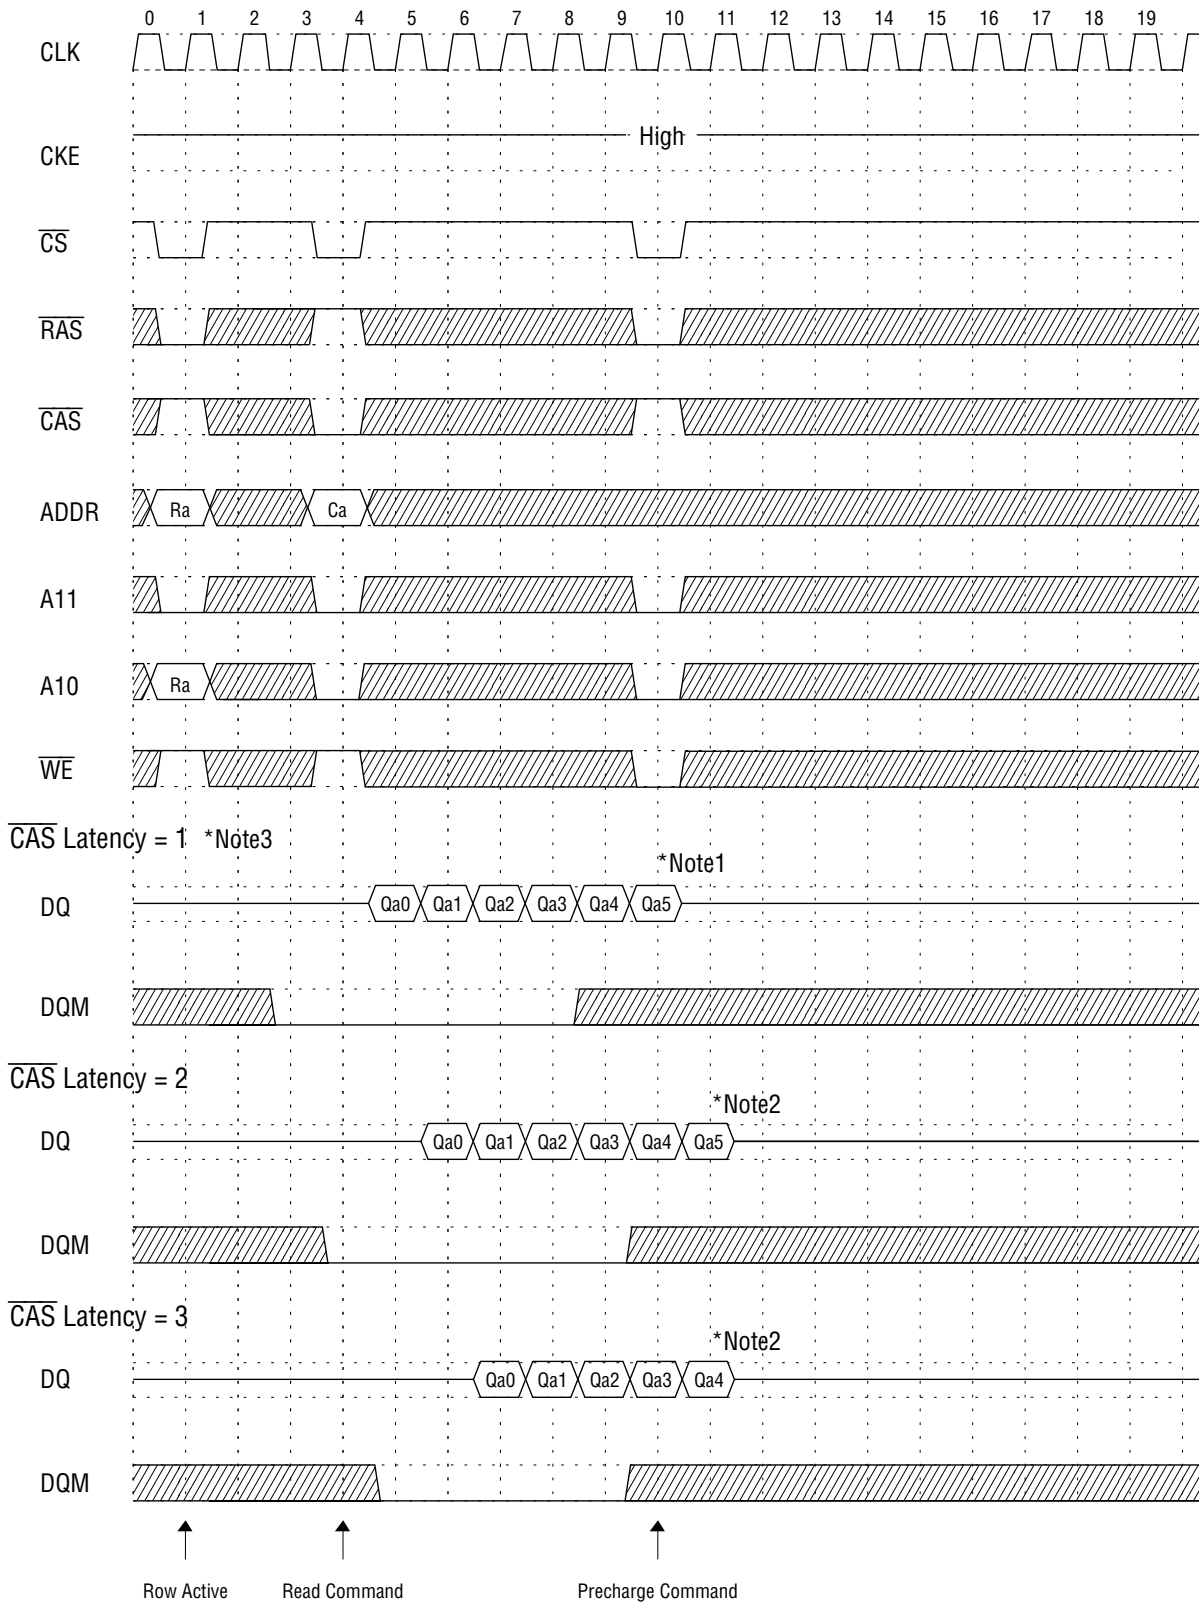 0 1 2 3 4 5 6 7 8 9 10 11 12 13 14 15 16 17 18 19
CLK
High
CKE
CS
RAS
CAS
ADDR Ra Ca
A11
A10 Ra
WE
CAS Latency = 1 *Note3
*Note1
DQ Qa0 Qa1 Qa2 Qa3 Qa4 Qa5
DQM
CAS Latency = 2
*Note2
DQ Qa0 Qa1 Qa2 Qa3 Qa4 Qa5
DQM
CAS Latency = 3
*Note2
DQ Qa0 Qa1 Qa2 Qa3 Qa4
DQM
Row Active Read Command Precharge Command